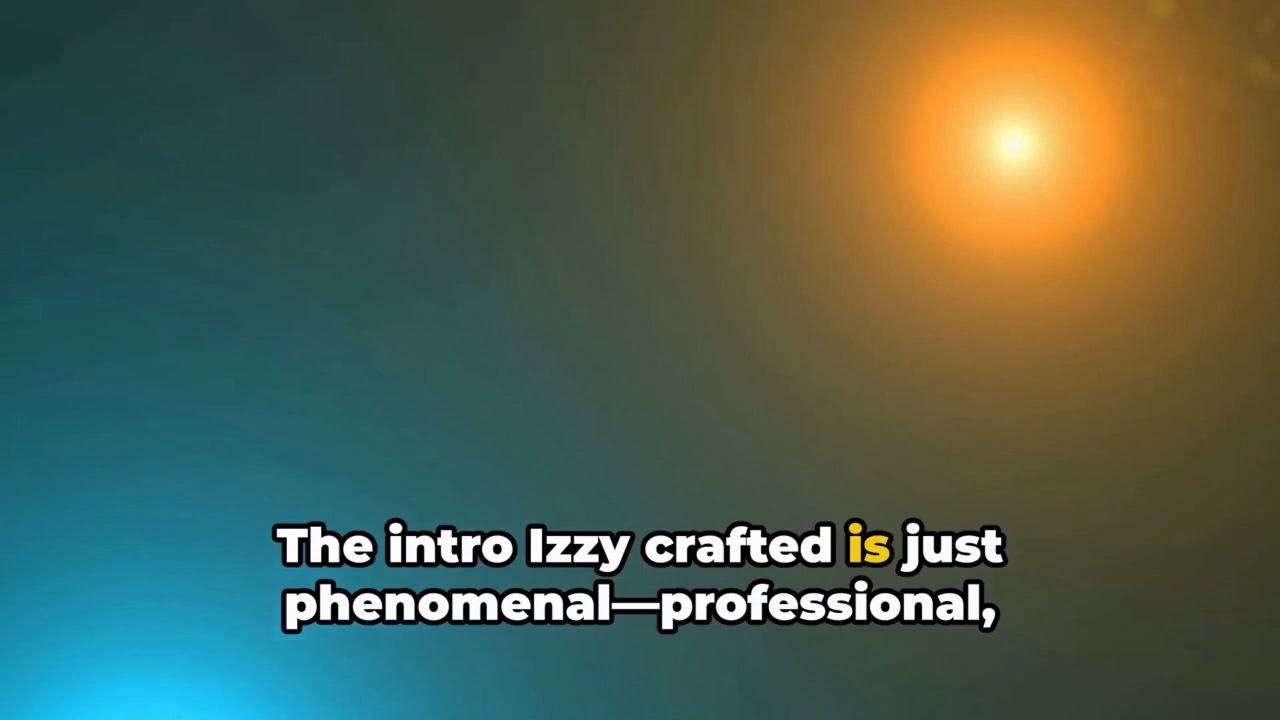 The intro Izzy crafted is just
phenomenal—professional,